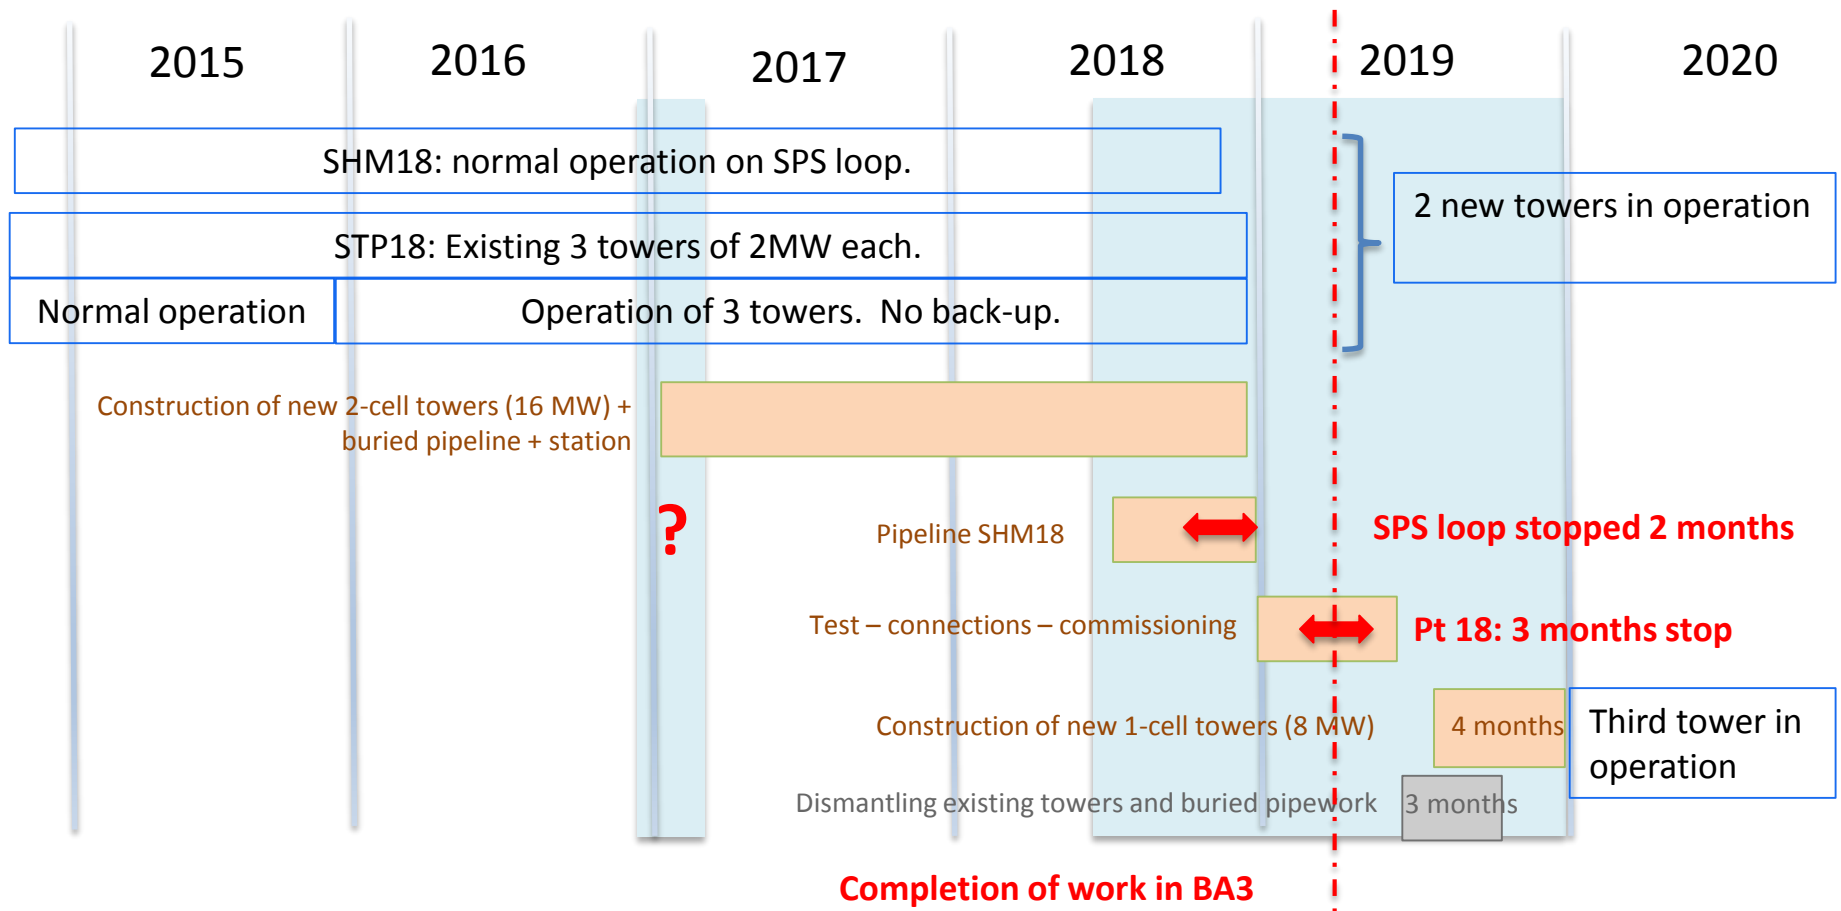 2015
2016
2017
2018
2019
2020
SHM18: normal operation on SPS loop.
2 new towers in operation
STP18: Existing 3 towers of 2MW each.
Normal operation
Operation of 3 towers.  No back-up.
Construction of new 2-cell towers (16 MW) +
buried pipeline + station
?
Pipeline SHM18
SPS loop stopped 2 months
Test – connections – commissioning
Pt 18: 3 months stop
Construction of new 1-cell towers (8 MW)
4 months
Third tower in
operation
Dismantling existing towers and buried pipework
3 months
Completion of work in BA3